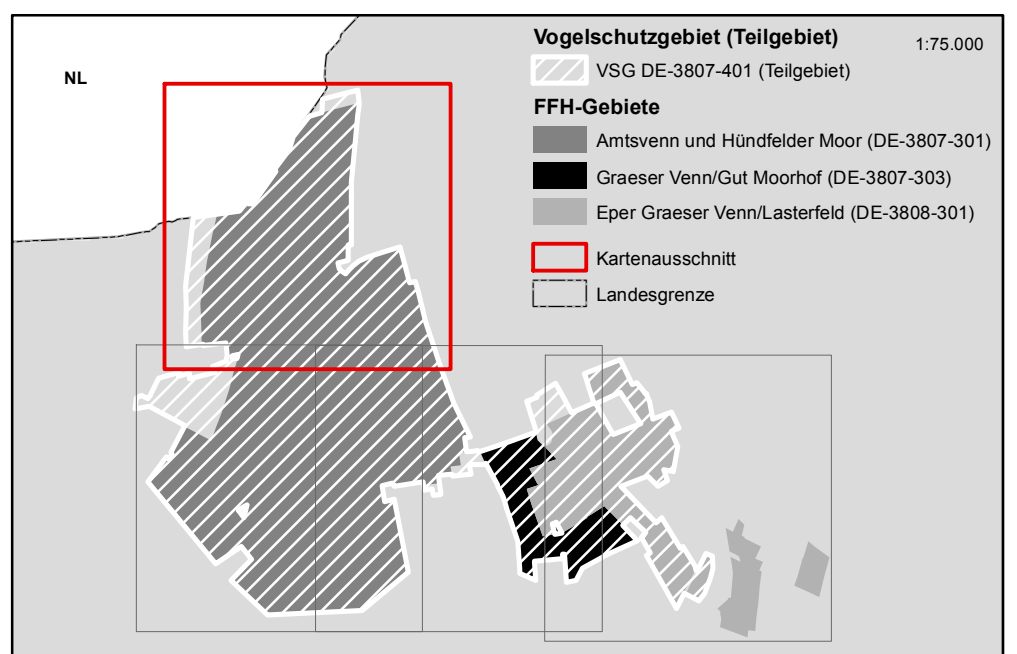 Vogelschutzgebiet (Teilgebiet)
1:75.000
NL
VSG DE-3807-401 (Teilgebiet)
FFH-Gebiete
Amtsvenn und Hündfelder Moor (DE-3807-301)
Graeser Venn/Gut Moorhof (DE-3807-303)
Eper Graeser Venn/Lasterfeld (DE-3808-301)
Kartenausschnitt
Landesgrenze